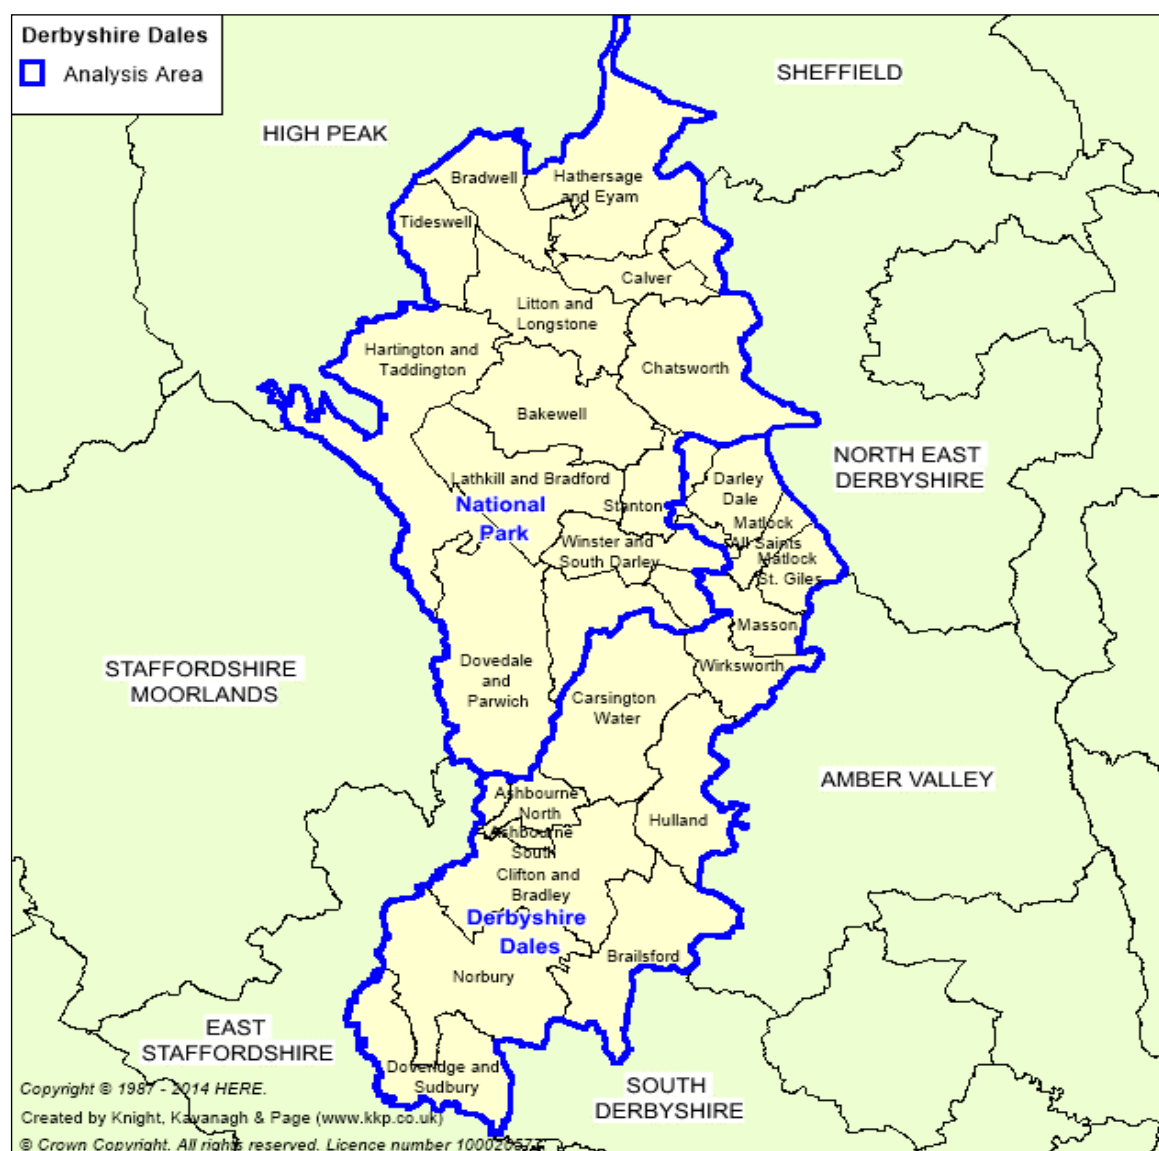 Derbyshire Dales
Analysis Area
SHEFFIELD
HIGH PEAK
Bradwell
Hathersage
and Eyam
Tideswell
Calver
Litton and
Longstone
Hartington and
Taddington
Chatsworth
Bakewell
NORTH EAST
DERBYSHIRE
Lathkill and Bradford
Darley
Dale
National
Park
Stanton
Matlock
All Saints
Winster and
South Darley
Matlock
St. Giles
Masson
STAFFORDSHIRE
MOORLANDS
Dovedale
and
Parwich
Wirksworth
Carsington
Water
AMBER VALLEY
Ashbourne
North
Hulland
Ashbourne
South
Clifton and
Bradley
Derbyshire
Dales
Brailsford
Norbury
EAST
STAFFORDSHIRE
Doveridge and
Sudbury
SOUTH
DERBYSHIRE
Copyright © 1987 - 2014 HERE.
Created by Knight, Kavanagh & Page (www.kkp.co.uk)
© Crown Copyright. All rights reserved. Licence number